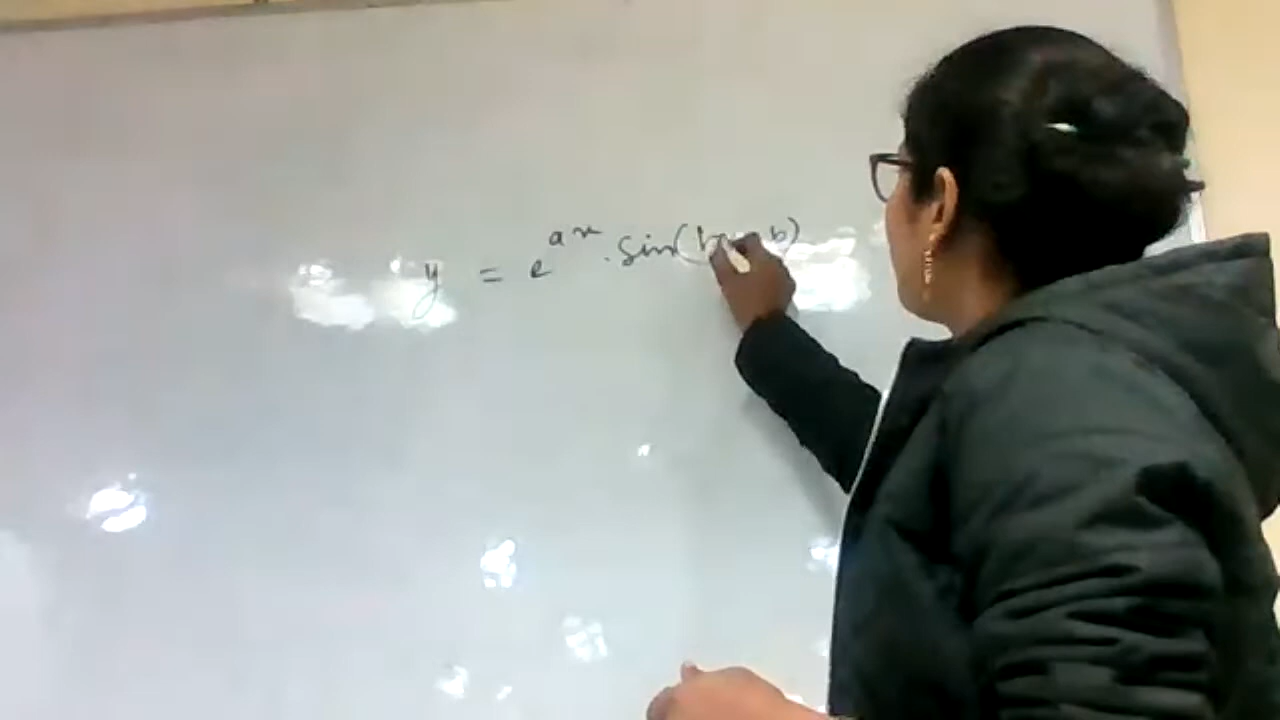 y = e^{ax} . sin(